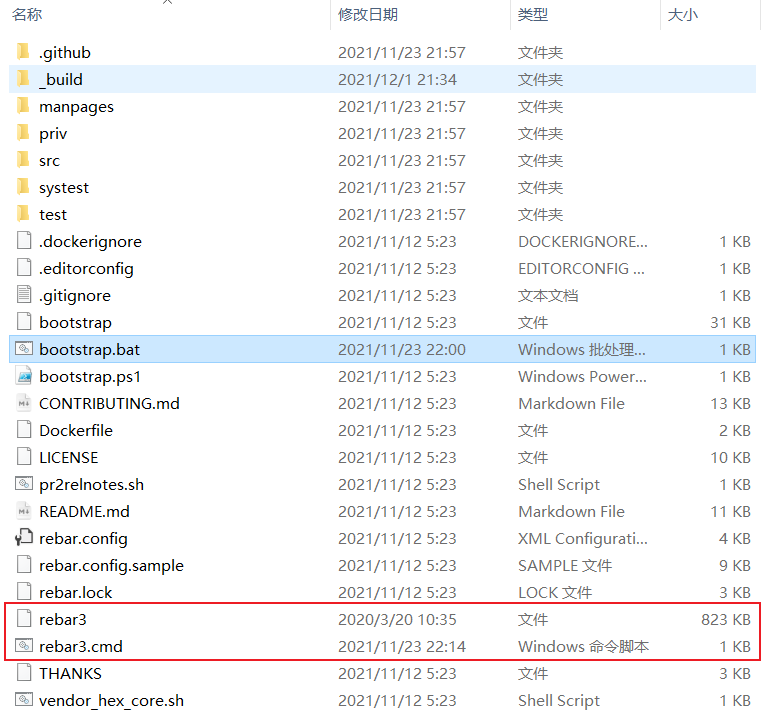 名称 修改日期 类型 大小
.github 2021/11/23 21:57 文件夹
_build 2021/12/1 21:34 文件夹
manpages 2021/11/23 21:57 文件夹
priv 2021/11/23 21:57 文件夹
src 2021/11/23 21:57 文件夹
systest 2021/11/23 21:57 文件夹
test 2021/11/23 21:57 文件夹
.dockerignore 2021/11/12 5:23 DOCKERIGNORE... 1 KB
.editorconfig 2021/11/12 5:23 EDITORCONFIG ... 1 KB
.gitignore 2021/11/12 5:23 文本文档 1 KB
bootstrap 2021/11/12 5:23 文件 31 KB
bootstrap.bat 2021/11/23 22:00 Windows 批处理... 1 KB
bootstrap.ps1 2021/11/12 5:23 Windows Power... 1 KB
CONTRIBUTING.md 2021/11/12 5:23 Markdown File 13 KB
Dockerfile 2021/11/12 5:23 文件 2 KB
LICENSE 2021/11/12 5:23 文件 10 KB
pr2relnotes.sh 2021/11/12 5:23 Shell Script 1 KB
README.md 2021/11/12 5:23 Markdown File 11 KB
rebar.config 2021/11/12 5:23 XML Configurati... 4 KB
rebar.config.sample 2021/11/12 5:23 SAMPLE 文件 9 KB
rebar.lock 2021/11/12 5:23 LOCK 文件 3 KB
rebar3 2020/3/20 10:35 文件 823 KB
rebar3.cmd 2021/11/23 22:14 Windows 命令脚本 1 KB
THANKS 2021/11/12 5:23 文件 3 KB
vendor_hex_core.sh 2021/11/12 5:23 Shell Script 1 KB